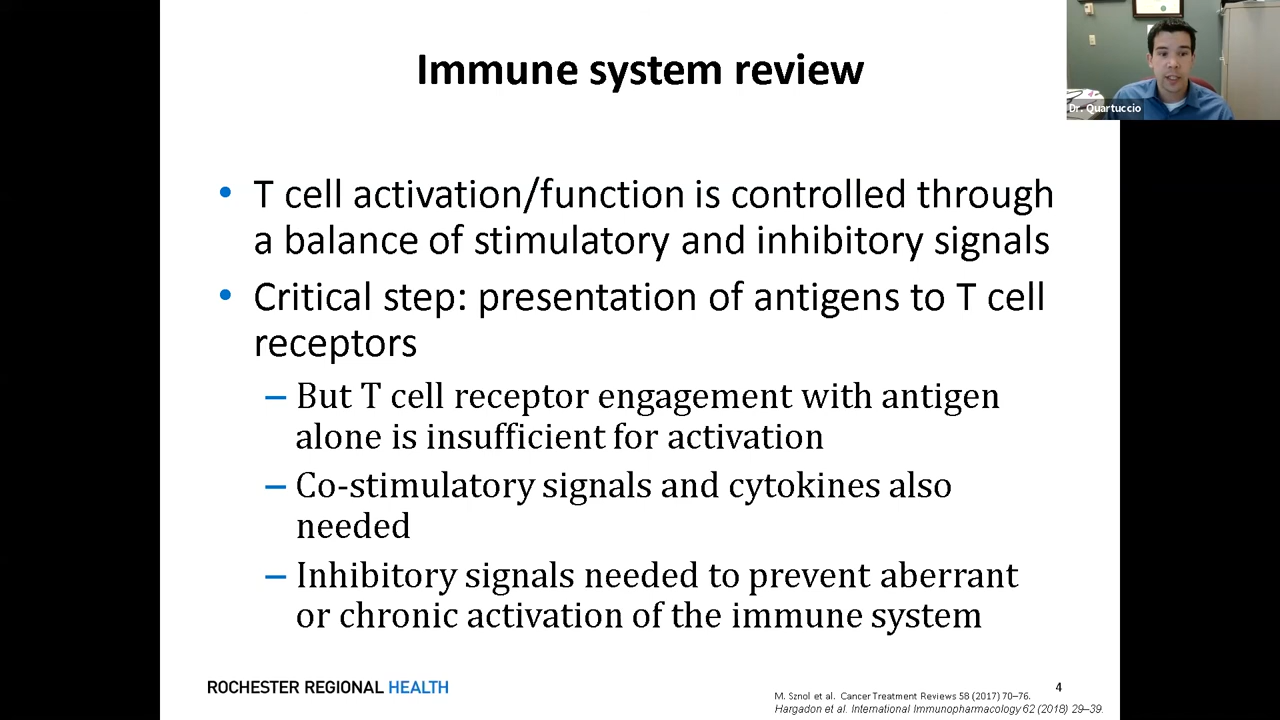 Immune system review
Dr. Quartuccio
• T cell activation/function is controlled through
a balance of stimulatory and inhibitory signals
• Critical step: presentation of antigens to T cell
receptors
– But T cell receptor engagement with antigen
alone is insufficient for activation
– Co-stimulatory signals and cytokines also
needed
– Inhibitory signals needed to prevent aberrant
or chronic activation of the immune system
ROCHESTER REGIONAL HEALTH
4
M. Sznol et al. Cancer Treatment Reviews 58 (2017) 70–76.
Hargadon et al. International Immunopharmacology 62 (2018) 29–39.